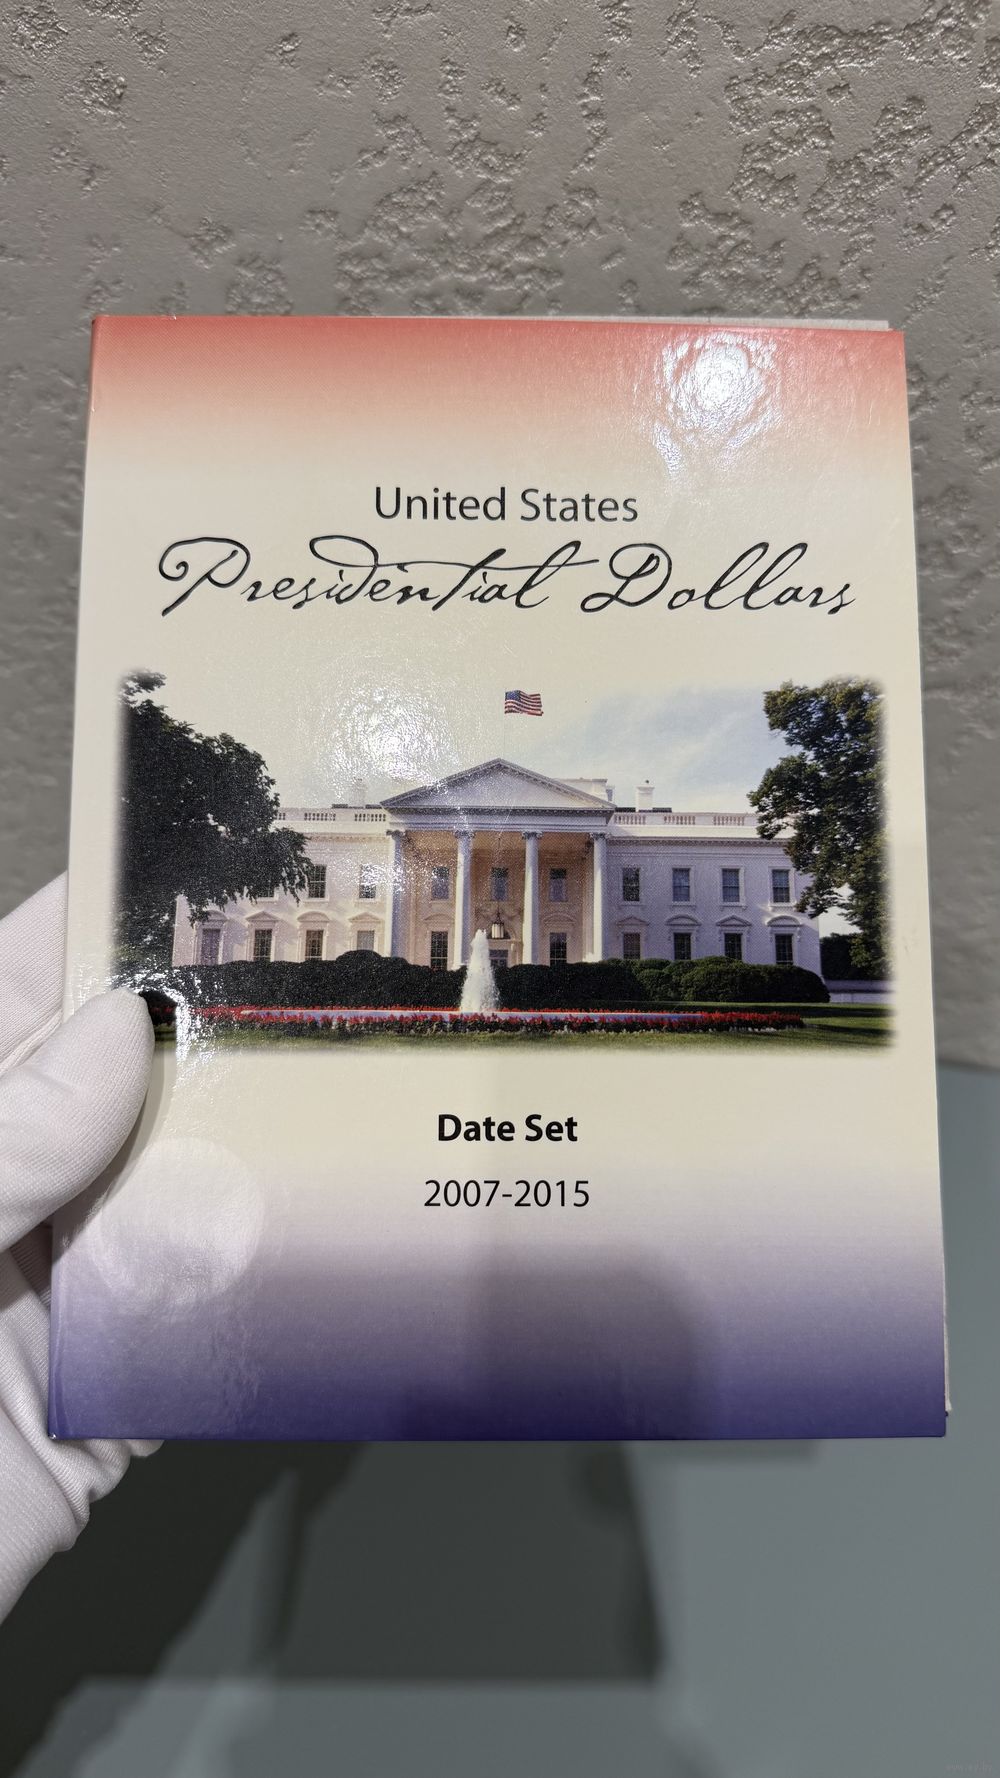 United States
Presidential Dollars
Date Set
2007-2015